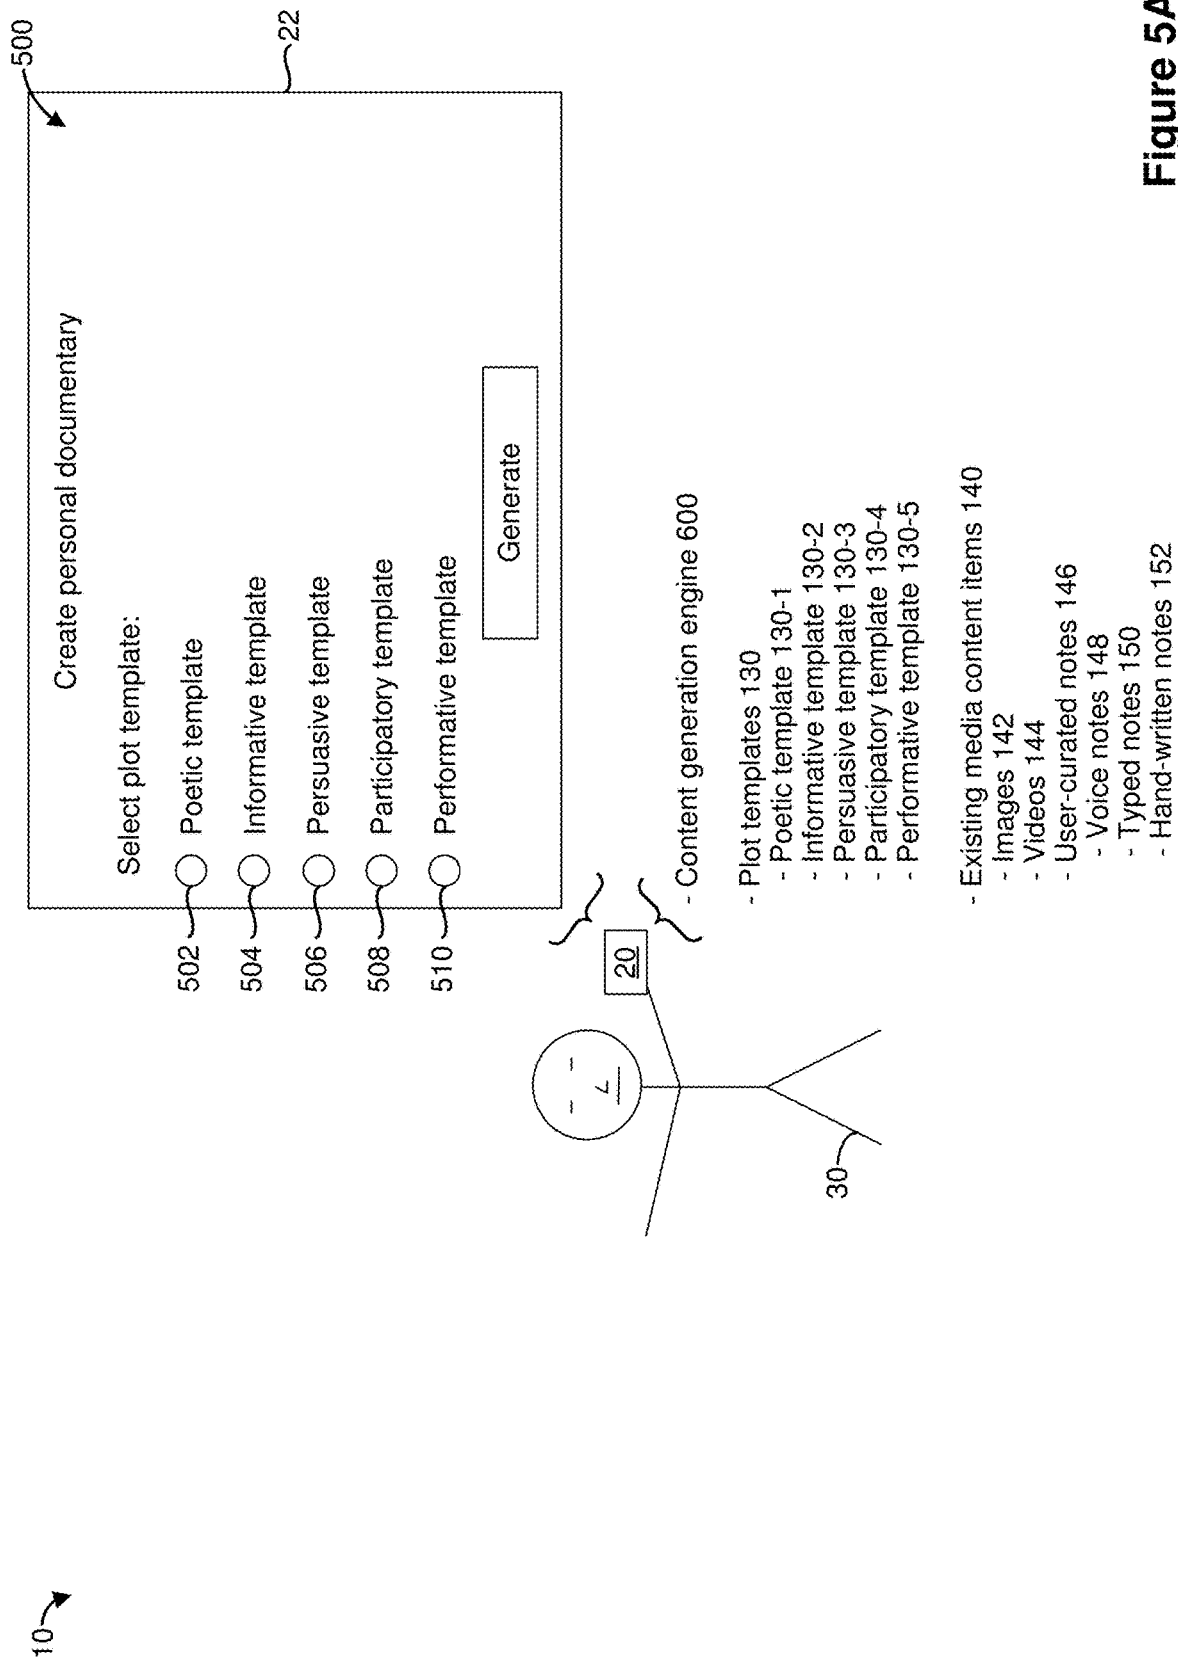 10
500
Create personal documentary
22
Select plot template:
502 Poetic template
504 Informative template
506 Persuasive template
508 Participatory template
510 Performative template
Generate
20
30
- Content generation engine 600
- Plot templates 130
- Poetic template 130-1
- Informative template 130-2
- Persuasive template 130-3
- Participatory template 130-4
- Performative template 130-5
- Existing media content items 140
- Images 142
- Videos 144
- User-curated notes 146
- Voice notes 148
- Typed notes 150
- Hand-written notes 152
Figure 5A